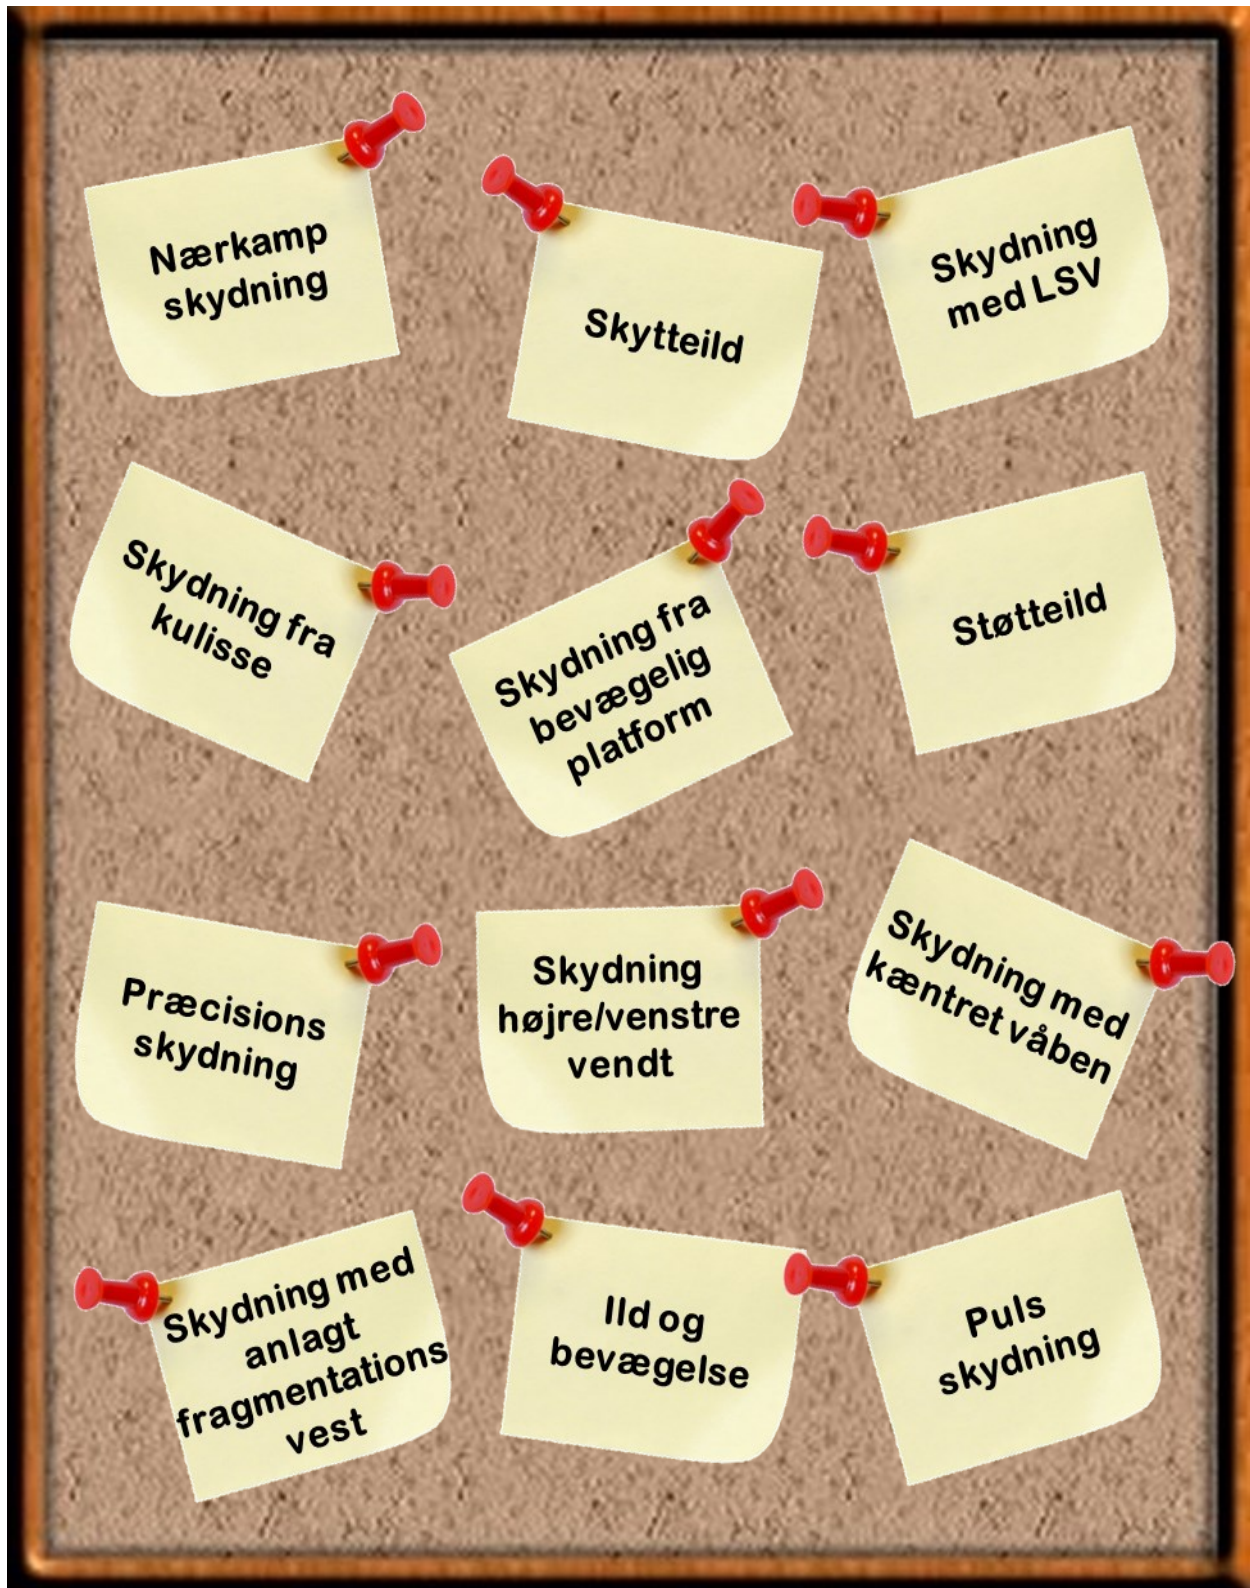 Nærkamp
skydning
Skytteild
Skydning
med LSV
Skydning fra
kulisse
Skydning fra
bevægelig
platform
Støtteild
Præcisions
skydning
Skydning
højre/venstre
vendt
Skydning med
kæntret våben
Skydning med
anlagt
fragmentations
vest
Ild og
bevægelse
Puls
skydning